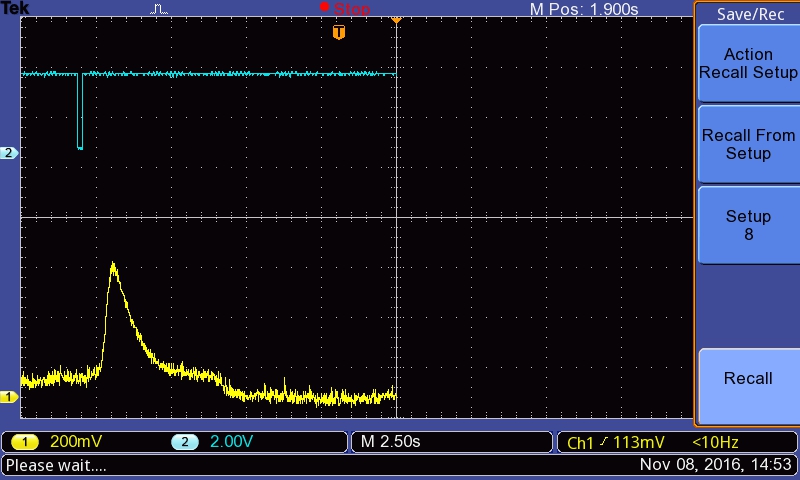 Tek
Stop
M Pos: 1.900s
Save/Rec
T
Action
Recall Setup
Recall From
Setup
2
Setup
8
Recall
1
1 200mV
2 2.00V
M 2.50s
Ch1 113mV <10Hz
Please wait....
Nov 08, 2016, 14:53